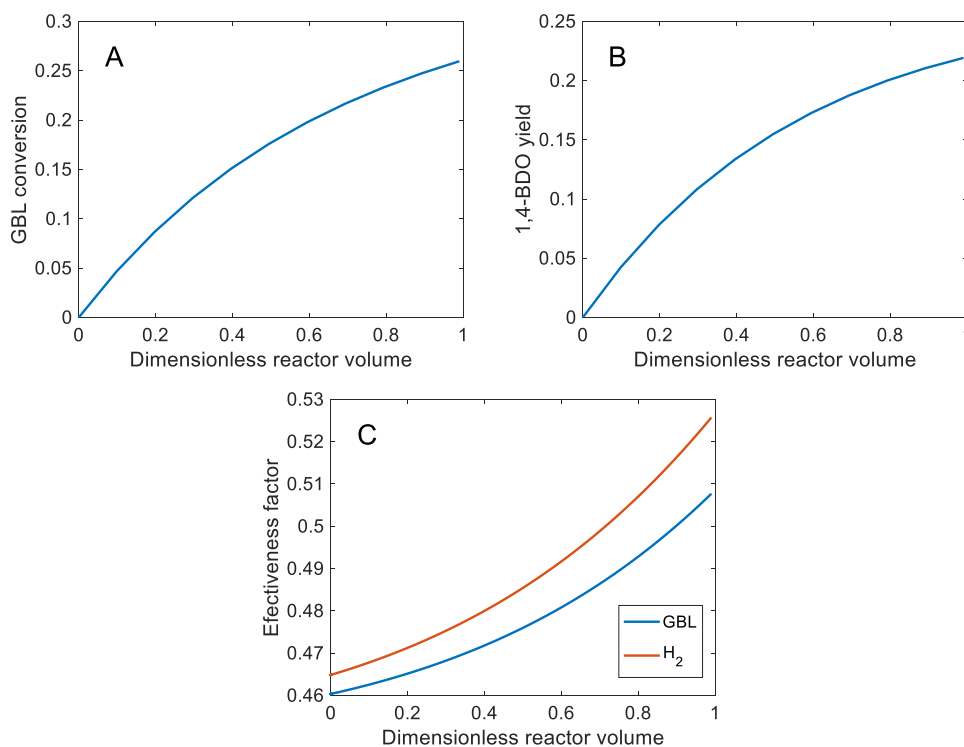 A
GBL conversion
0.3
0.25
0.2
0.15
0.1
0.05
0
0 0.2 0.4 0.6 0.8 1
Dimensionless reactor volume
B
1,4-BDO yield
0.25
0.2
0.15
0.1
0.05
0
0 0.2 0.4 0.6 0.8 1
Dimensionless reactor volume
C
Efectiveness factor
0.53
0.52
0.51
0.5
0.49
0.48
0.47
0.46
GBL
H2
0 0.2 0.4 0.6 0.8 1
Dimensionless reactor volume